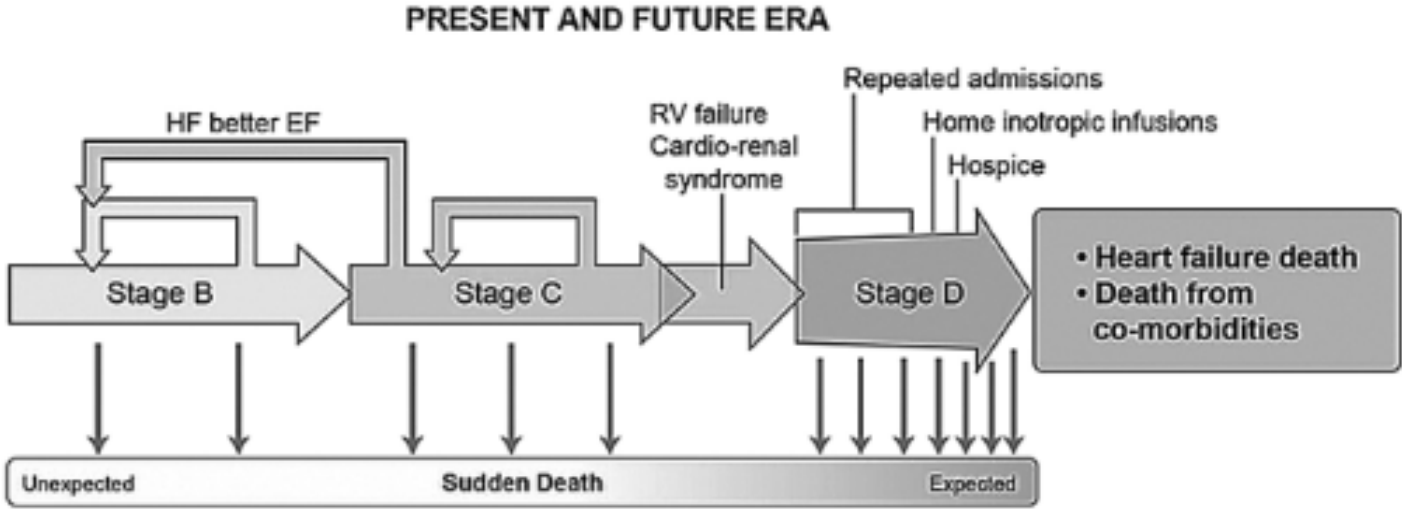 PRESENT AND FUTURE ERA
Repeated admissions
HF better EF
RV failure
Cardio-renal
syndrome
Home inotropic infusions
Hospice
Stage B
Stage C
Stage D
• Heart failure death
• Death from
co-morbidities
Unexpected
Sudden Death
Expected